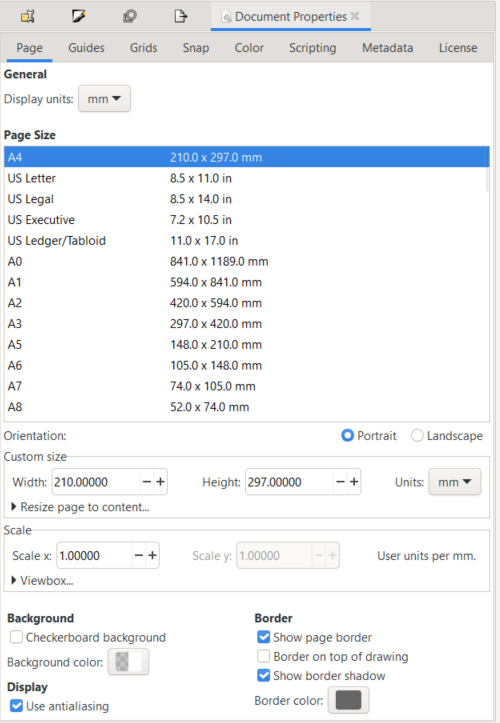 Document Properties
Page Guides Grids Snap Color Scripting Metadata License
General
Display units: mm
Page Size
A4 210.0 x 297.0 mm
US Letter 8.5 x 11.0 in
US Legal 8.5 x 14.0 in
US Executive 7.2 x 10.5 in
US Ledger/Tabloid 11.0 x 17.0 in
A0 841.0 x 1189.0 mm
A1 594.0 x 841.0 mm
A2 420.0 x 594.0 mm
A3 297.0 x 420.0 mm
A5 148.0 x 210.0 mm
A6 105.0 x 148.0 mm
A7 74.0 x 105.0 mm
A8 52.0 x 74.0 mm
Orientation: Portrait Landscape
Custom size
Width: 210.00000 Height: 297.00000 Units: mm
Resize page to content...
Scale
Scale x: 1.00000 Scale y: 1.00000 User units per mm.
Viewbox...
Background
Checkerboard background
Background color:
Display
Use antialiasing
Border
Show page border
Border on top of drawing
Show border shadow
Border color: